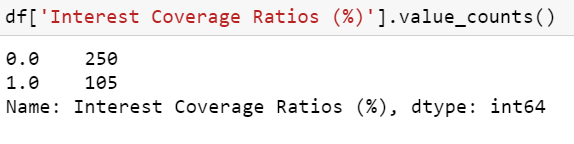 df['Interest Coverage Ratios (%)'].value_counts()
0.0    250
1.0    105
Name: Interest Coverage Ratios (%), dtype: int64